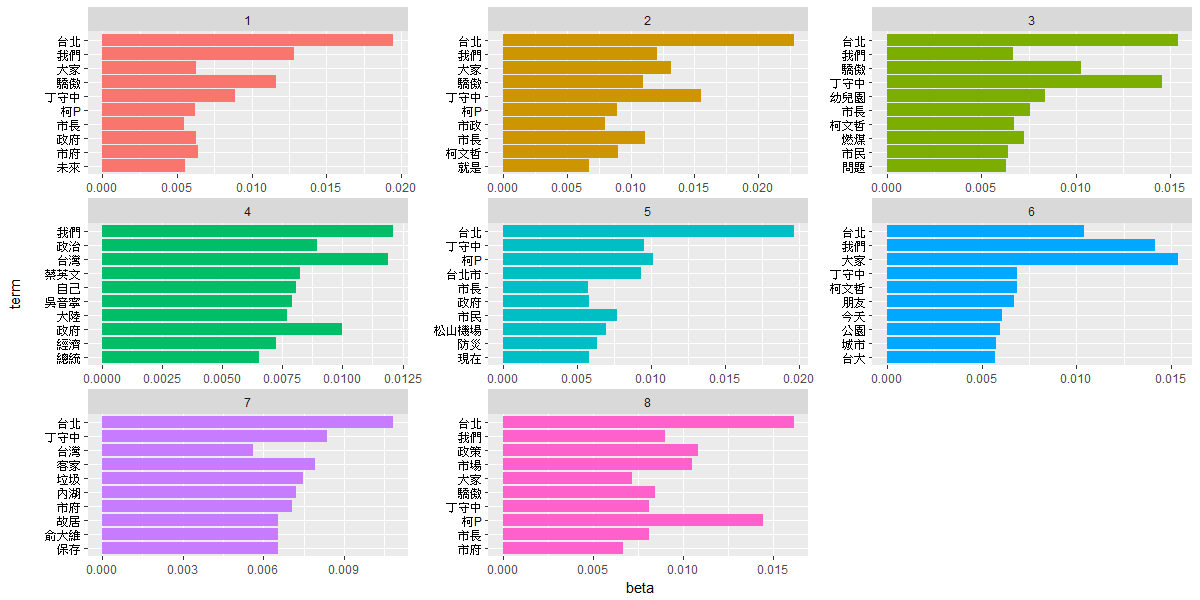 1
台北
我們
大家
驕傲
丁守中
柯P
市長
政府
市府
未來
0.000 0.005 0.010 0.015 0.020
2
台北
我們
大家
驕傲
丁守中
柯P
市政
市長
柯文哲
就是
0.000 0.005 0.010 0.015 0.020
3
台北
我們
驕傲
丁守中
幼兒園
市長
柯文哲
燃煤
市民
問題
0.000 0.005 0.010 0.015
4
我們
政治
台灣
蔡英文
自己
吳音寧
大陸
政府
經濟
總統
0.0000 0.0025 0.0050 0.0075 0.0100 0.0125
5
台北
丁守中
柯P
台北市
市長
政府
市民
松山機場
防災
現在
0.000 0.005 0.010 0.015 0.020
6
台北
我們
大家
丁守中
柯文哲
朋友
今天
公園
城市
台大
0.000 0.005 0.010 0.015
7
台北
丁守中
台灣
客家
垃圾
內湖
市府
故居
俞大維
保存
0.000 0.003 0.006 0.009
8
台北
我們
政策
市場
大家
驕傲
丁守中
柯P
市長
市府
0.000 0.005 0.010 0.015
term
beta